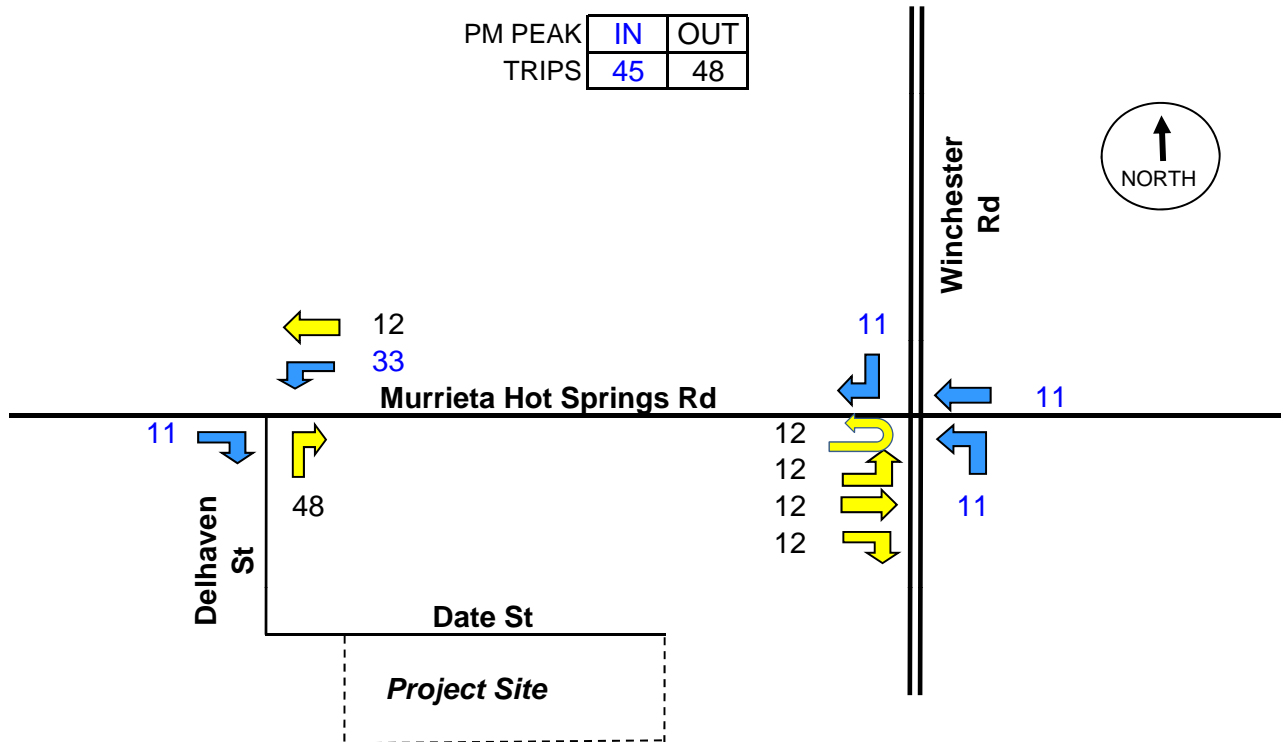 PM PEAK IN OUT
TRIPS 45 48
Winchester
Rd
NORTH
12
33
11
Murrieta Hot Springs Rd
11
11
12
12
12
12
11
48
Delhaven
St
Date St
Project Site